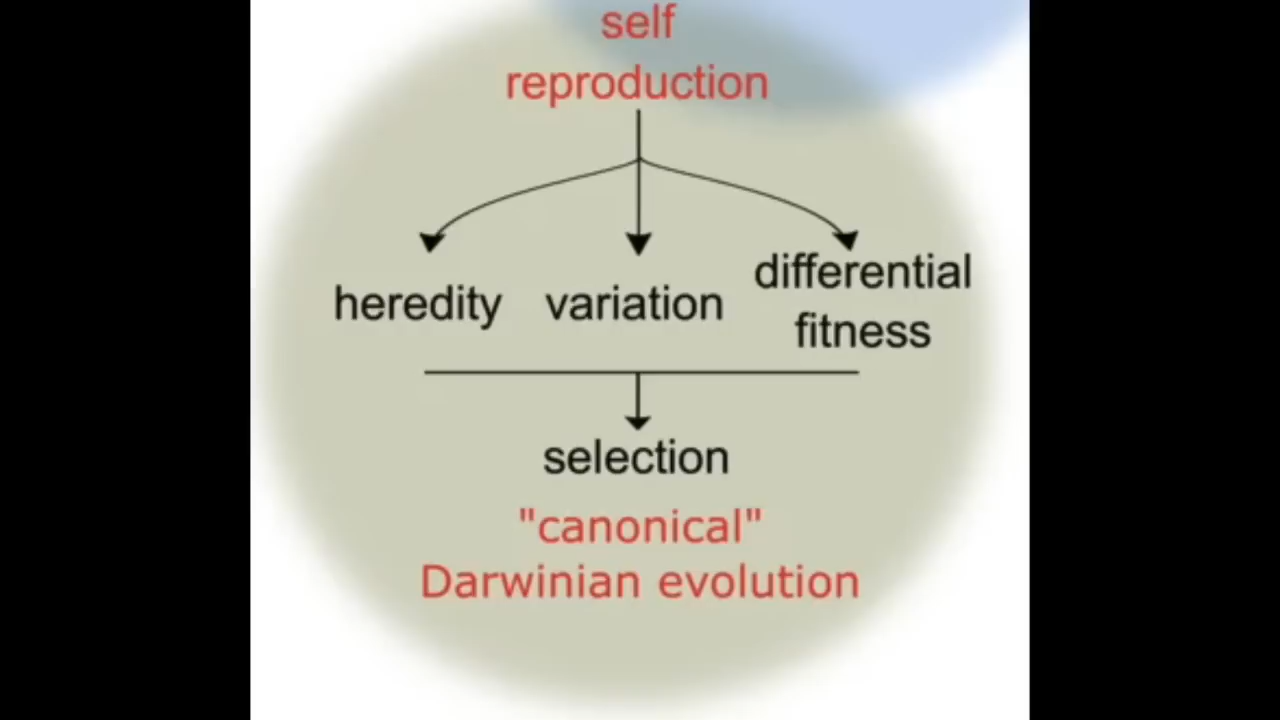 self
reproduction
heredity variation differential
fitness
selection
"canonical"
Darwinian evolution